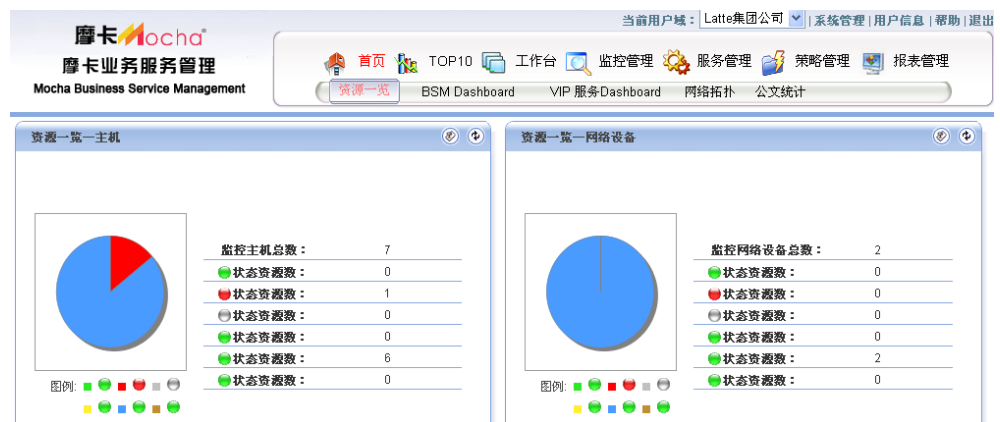 当前用户域： Latte集团公司 |系统管理|用户信息|帮助|退出
摩卡Mocha
摩卡业务服务管理
Mocha Business Service Management
首页 TOP10 工作台 监控管理 服务管理 策略管理 报表管理
资源一览 BSM Dashboard VIP 服务Dashboard 网络拓扑 公文统计
资源一览—主机
监控主机总数： 7
状态资源数： 0
状态资源数： 1
状态资源数： 0
状态资源数： 0
状态资源数： 6
状态资源数： 0
图例:
资源一览—网络设备
监控网络设备总数： 2
状态资源数： 0
状态资源数： 0
状态资源数： 0
状态资源数： 0
状态资源数： 2
状态资源数： 0
图例: